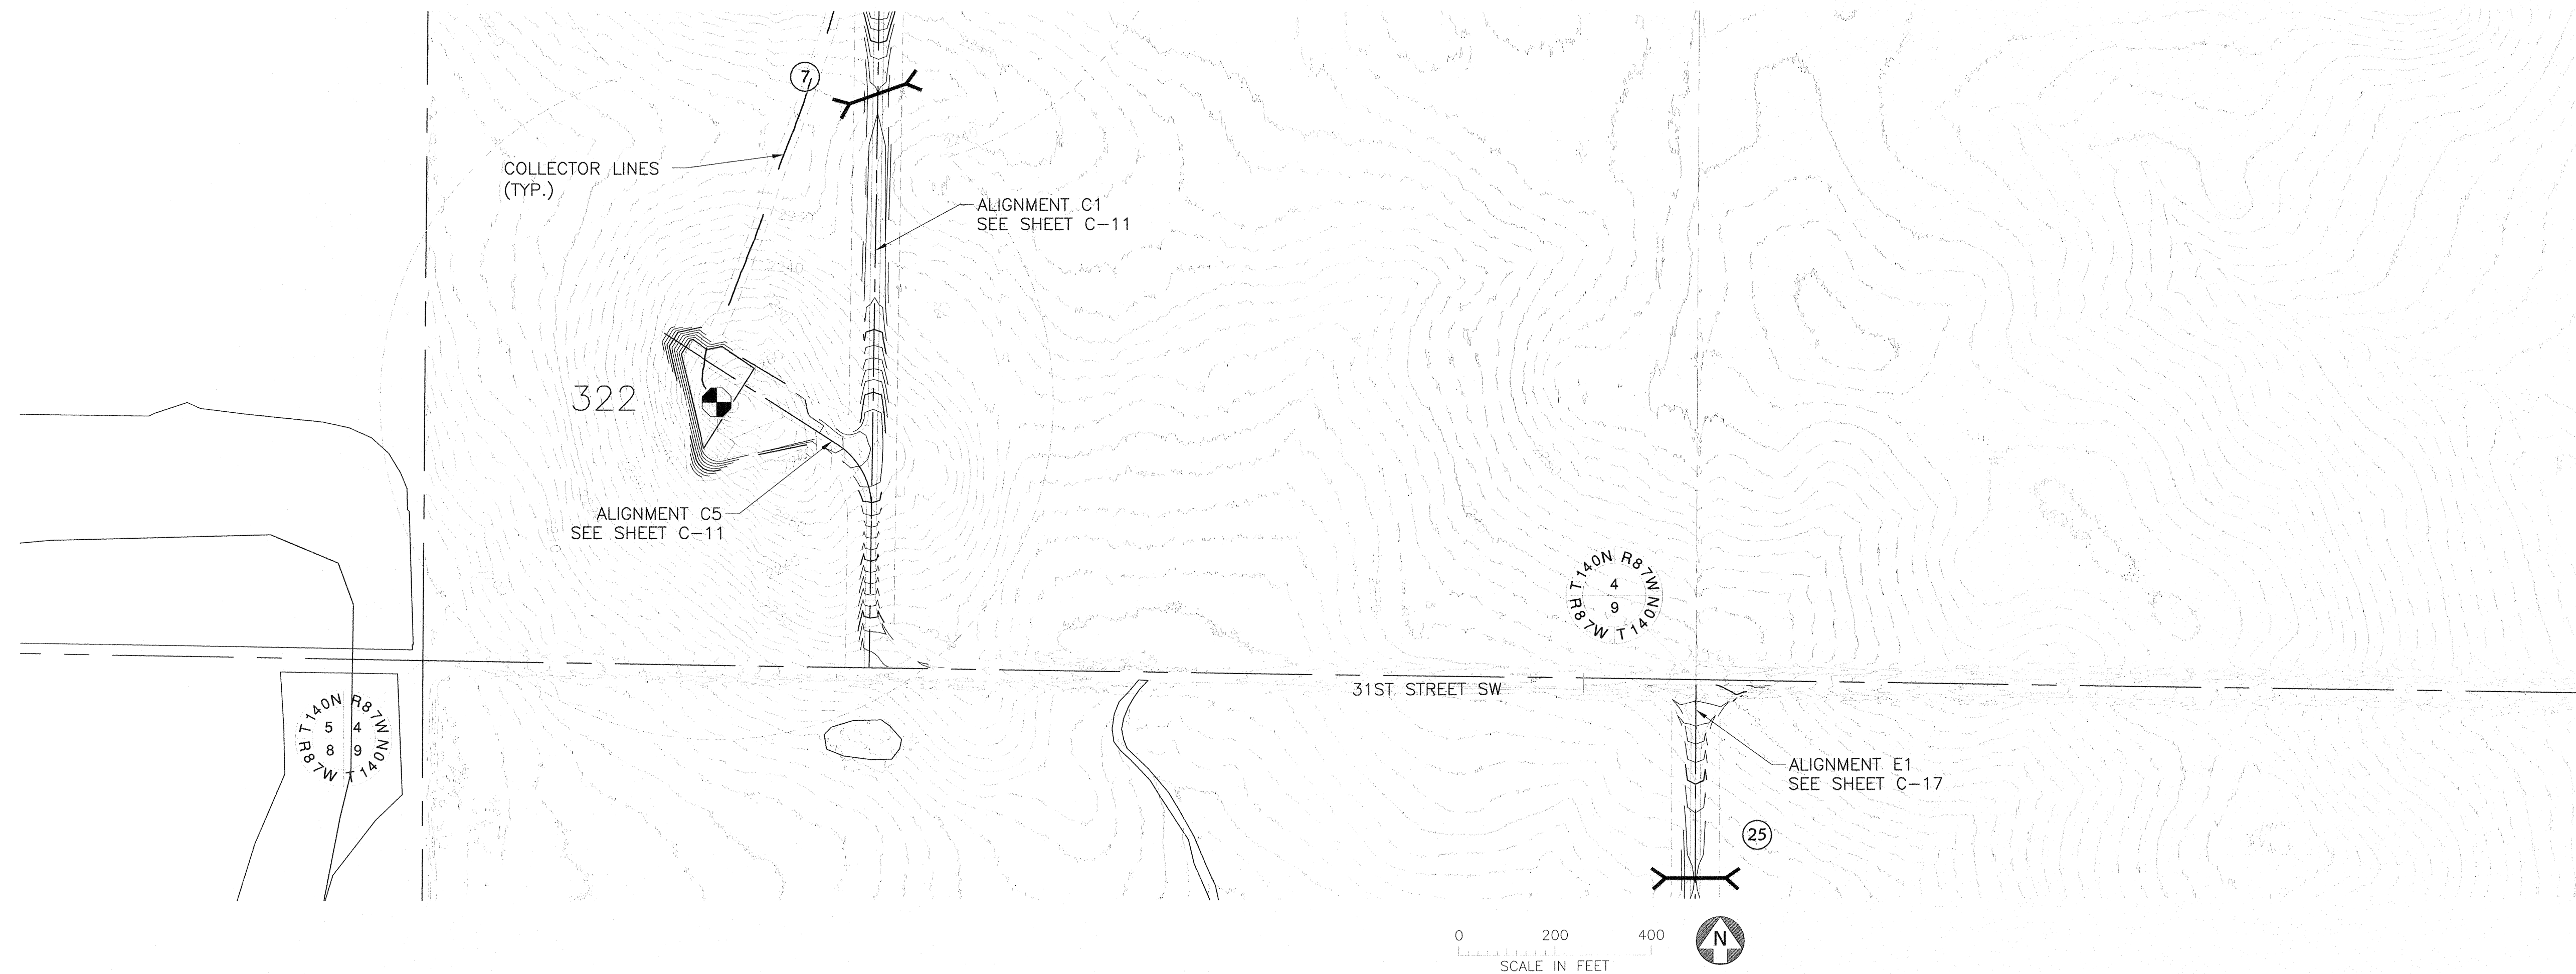 7
COLLECTOR LINES
(TYP.)
ALIGNMENT C1
SEE SHEET C-11
322
ALIGNMENT C5
SEE SHEET C-11
T140N R87W
4
9
R87W T140N
31ST STREET SW
T140N R87W
5 4
8 9
R87W T140N
ALIGNMENT E1
SEE SHEET C-17
25
0 200 400
SCALE IN FEET
N